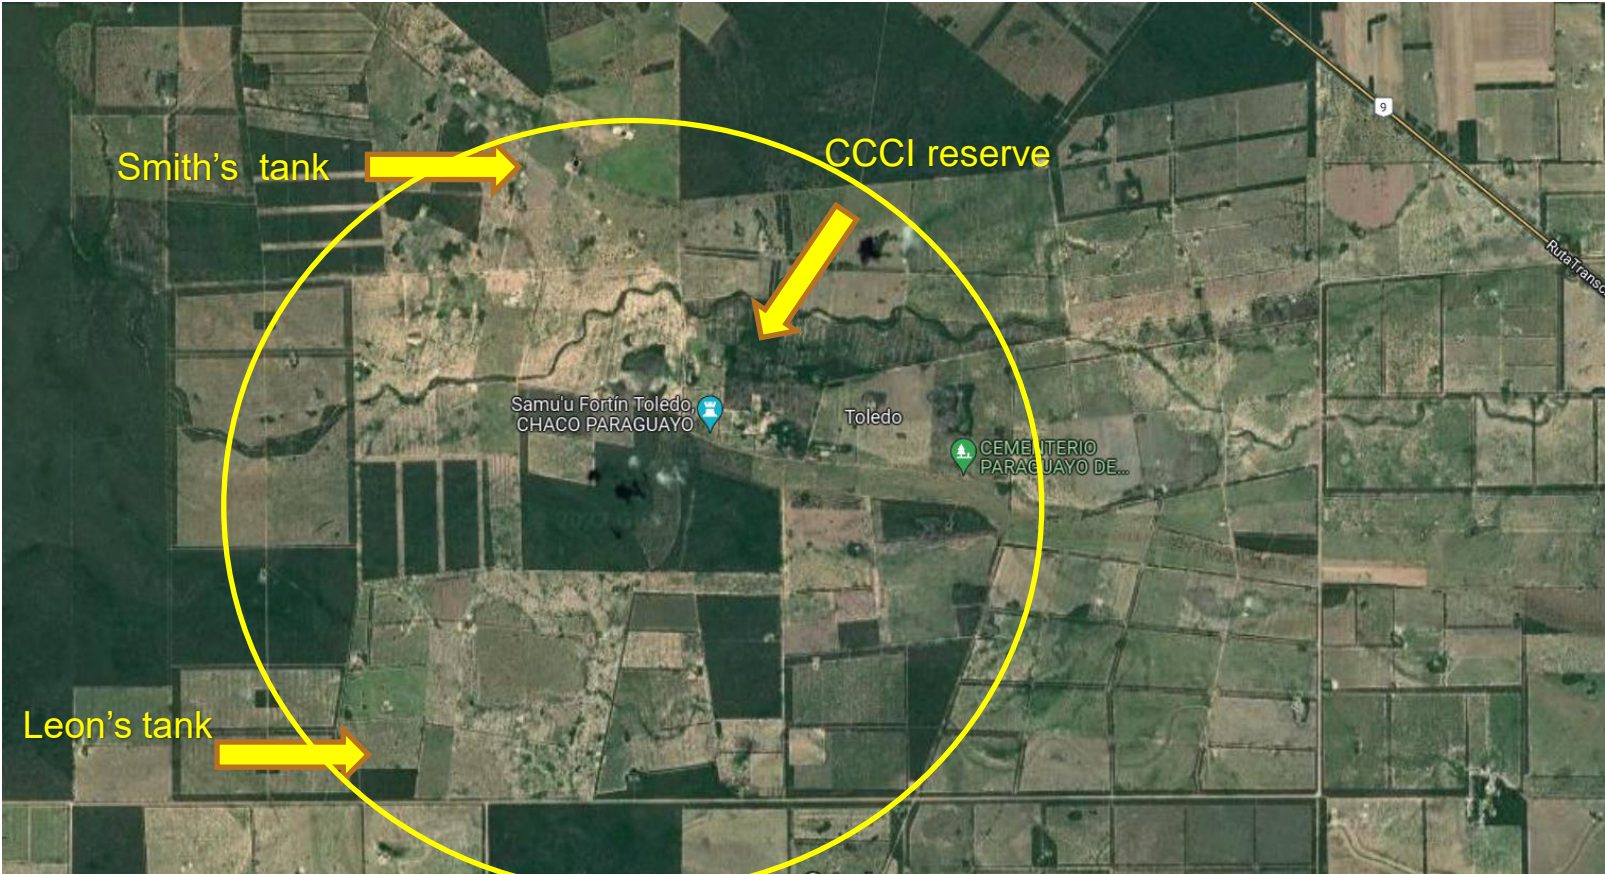 9
CCCI reserve
Smith's  tank
RutaTransc
Samu'u Fortín Toledo,
CHACO PARAGUAYO
Toledo
CEMENTERIO
PARAGUAYO DE...
Leon's tank